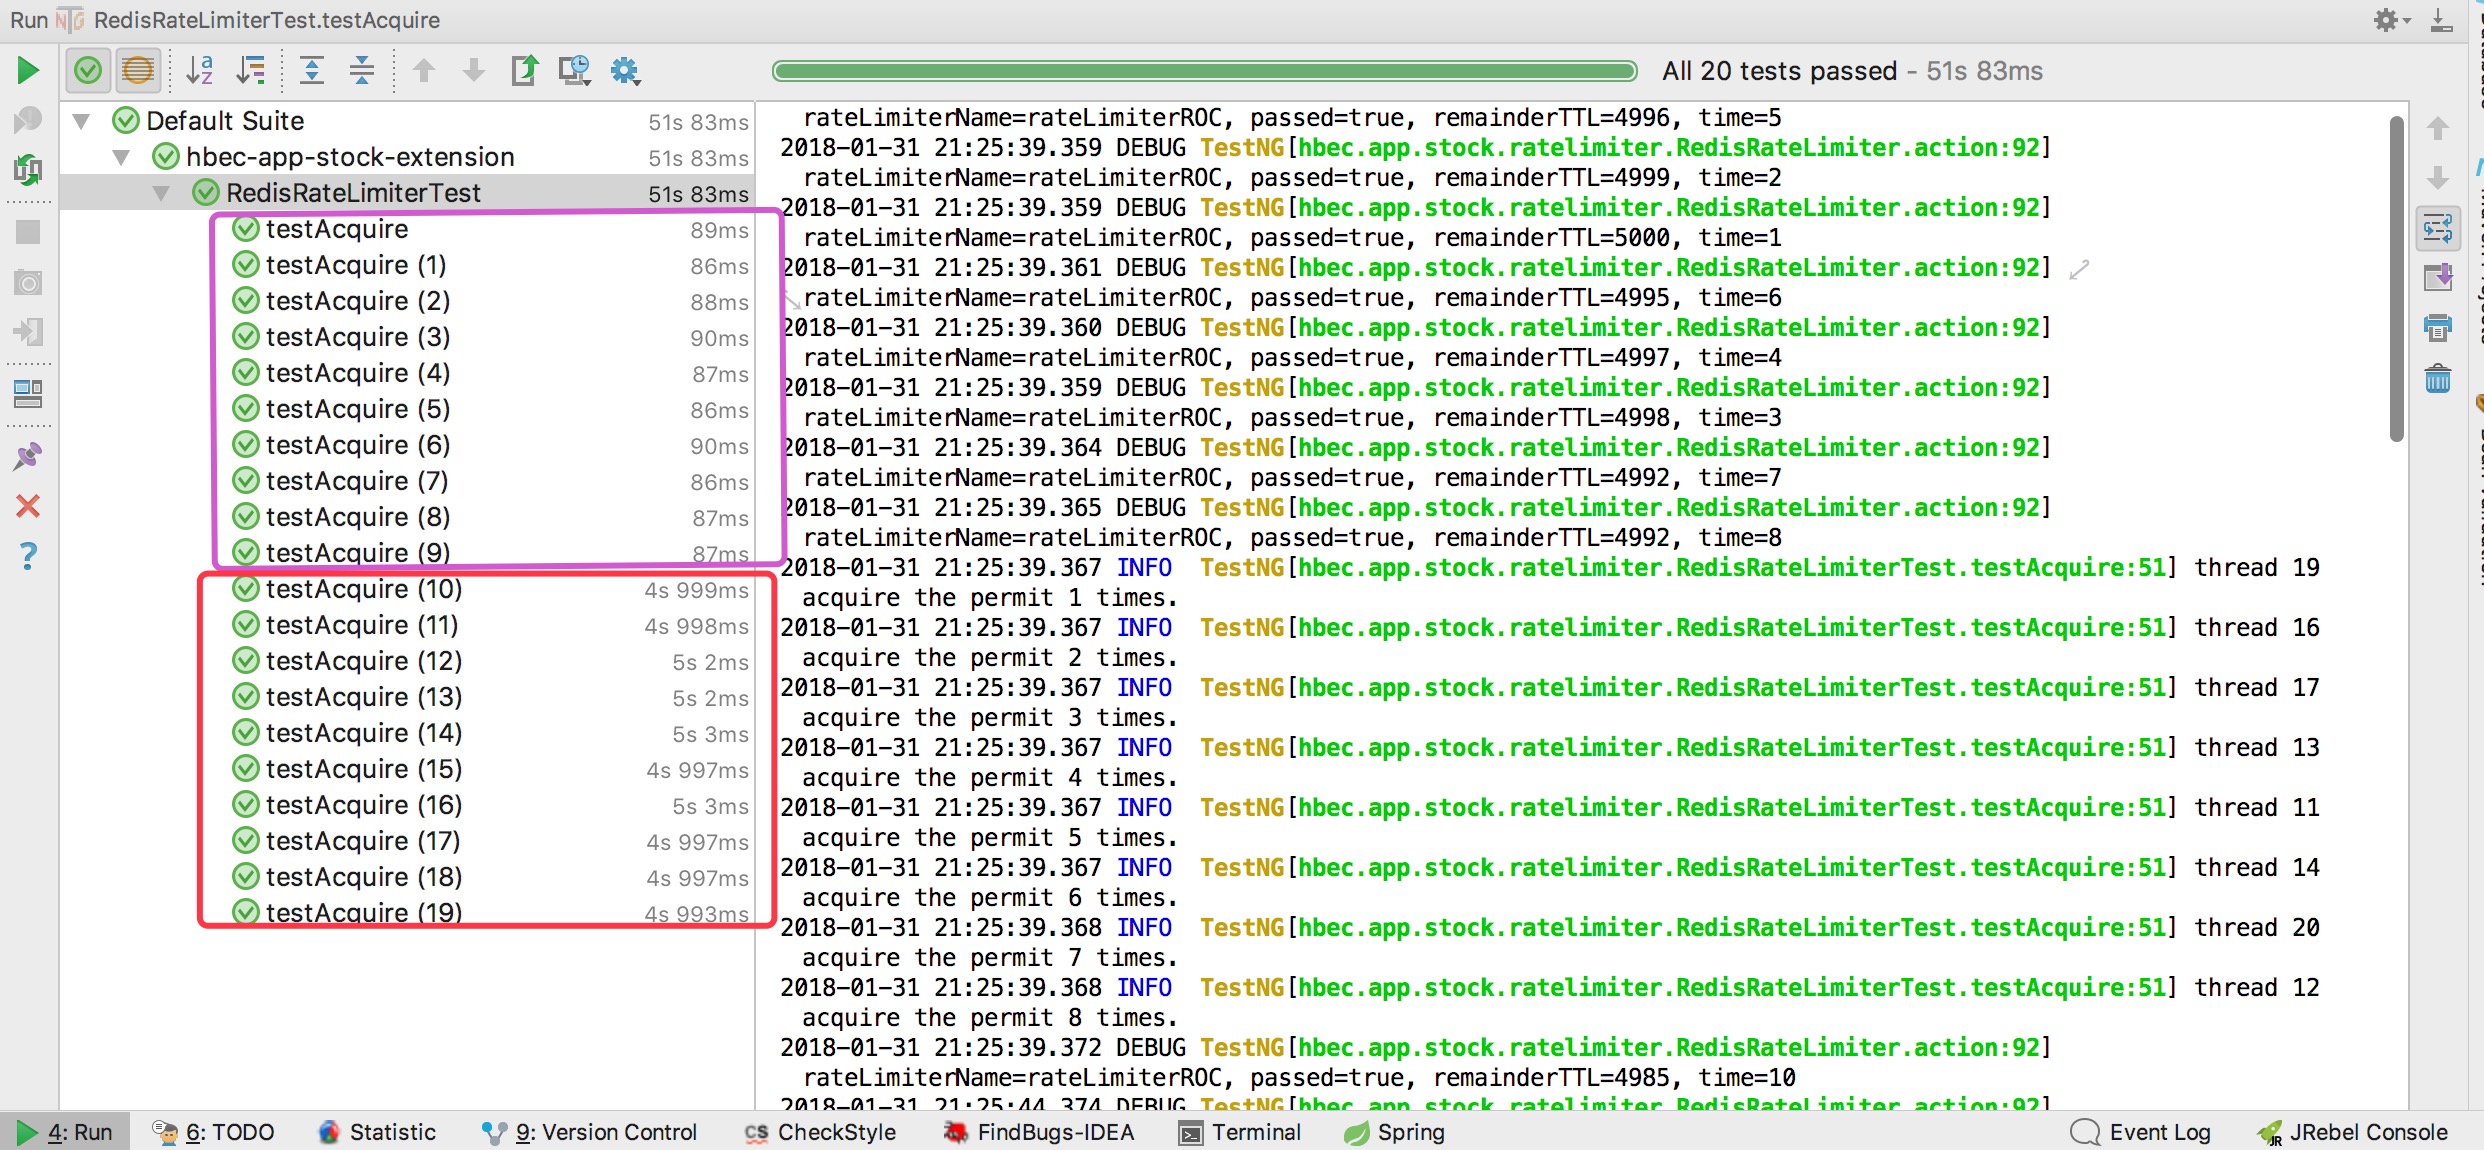 Run RedisRateLimiterTest.testAcquire
All 20 tests passed – 51s 83ms
Default Suite 51s 83ms
hbec-app-stock-extension 51s 83ms
RedisRateLimiterTest 51s 83ms
testAcquire 89ms
testAcquire (1) 86ms
testAcquire (2) 88ms
testAcquire (3) 90ms
testAcquire (4) 87ms
testAcquire (5) 86ms
testAcquire (6) 90ms
testAcquire (7) 86ms
testAcquire (8) 87ms
testAcquire (9) 87ms
testAcquire (10) 4s 999ms
testAcquire (11) 4s 998ms
testAcquire (12) 5s 2ms
testAcquire (13) 5s 2ms
testAcquire (14) 5s 3ms
testAcquire (15) 4s 997ms
testAcquire (16) 5s 3ms
testAcquire (17) 4s 997ms
testAcquire (18) 4s 997ms
testAcquire (19) 4s 993ms
rateLimiterName=rateLimiterROC, passed=true, remainderTTL=4996, time=5
2018-01-31 21:25:39.359 DEBUG TestNG[hbec.app.stock.ratelimiter.RedisRateLimiter.action:92]
rateLimiterName=rateLimiterROC, passed=true, remainderTTL=4999, time=2
2018-01-31 21:25:39.359 DEBUG TestNG[hbec.app.stock.ratelimiter.RedisRateLimiter.action:92]
rateLimiterName=rateLimiterROC, passed=true, remainderTTL=5000, time=1
2018-01-31 21:25:39.361 DEBUG TestNG[hbec.app.stock.ratelimiter.RedisRateLimiter.action:92]
rateLimiterName=rateLimiterROC, passed=true, remainderTTL=4995, time=6
2018-01-31 21:25:39.360 DEBUG TestNG[hbec.app.stock.ratelimiter.RedisRateLimiter.action:92]
rateLimiterName=rateLimiterROC, passed=true, remainderTTL=4997, time=4
2018-01-31 21:25:39.359 DEBUG TestNG[hbec.app.stock.ratelimiter.RedisRateLimiter.action:92]
rateLimiterName=rateLimiterROC, passed=true, remainderTTL=4998, time=3
2018-01-31 21:25:39.364 DEBUG TestNG[hbec.app.stock.ratelimiter.RedisRateLimiter.action:92]
rateLimiterName=rateLimiterROC, passed=true, remainderTTL=4992, time=7
2018-01-31 21:25:39.365 DEBUG TestNG[hbec.app.stock.ratelimiter.RedisRateLimiter.action:92]
rateLimiterName=rateLimiterROC, passed=true, remainderTTL=4992, time=8
2018-01-31 21:25:39.367 INFO TestNG[hbec.app.stock.ratelimiter.RedisRateLimiterTest.testAcquire:51] thread 19
acquire the permit 1 times.
2018-01-31 21:25:39.367 INFO TestNG[hbec.app.stock.ratelimiter.RedisRateLimiterTest.testAcquire:51] thread 16
acquire the permit 2 times.
2018-01-31 21:25:39.367 INFO TestNG[hbec.app.stock.ratelimiter.RedisRateLimiterTest.testAcquire:51] thread 17
acquire the permit 3 times.
2018-01-31 21:25:39.367 INFO TestNG[hbec.app.stock.ratelimiter.RedisRateLimiterTest.testAcquire:51] thread 13
acquire the permit 4 times.
2018-01-31 21:25:39.367 INFO TestNG[hbec.app.stock.ratelimiter.RedisRateLimiterTest.testAcquire:51] thread 11
acquire the permit 5 times.
2018-01-31 21:25:39.367 INFO TestNG[hbec.app.stock.ratelimiter.RedisRateLimiterTest.testAcquire:51] thread 14
acquire the permit 6 times.
2018-01-31 21:25:39.368 INFO TestNG[hbec.app.stock.ratelimiter.RedisRateLimiterTest.testAcquire:51] thread 20
acquire the permit 7 times.
2018-01-31 21:25:39.368 INFO TestNG[hbec.app.stock.ratelimiter.RedisRateLimiterTest.testAcquire:51] thread 12
acquire the permit 8 times.
2018-01-31 21:25:39.372 DEBUG TestNG[hbec.app.stock.ratelimiter.RedisRateLimiter.action:92]
rateLimiterName=rateLimiterROC, passed=true, remainderTTL=4985, time=10
2018-01-31 21:25:44.374 DEBUG TestNG[hbec.app.stock.ratelimiter.RedisRateLimiter.action:92]
4: Run 6: TODO Statistic 9: Version Control CheckStyle FindBugs-IDEA Terminal Spring Event Log JRebel Console